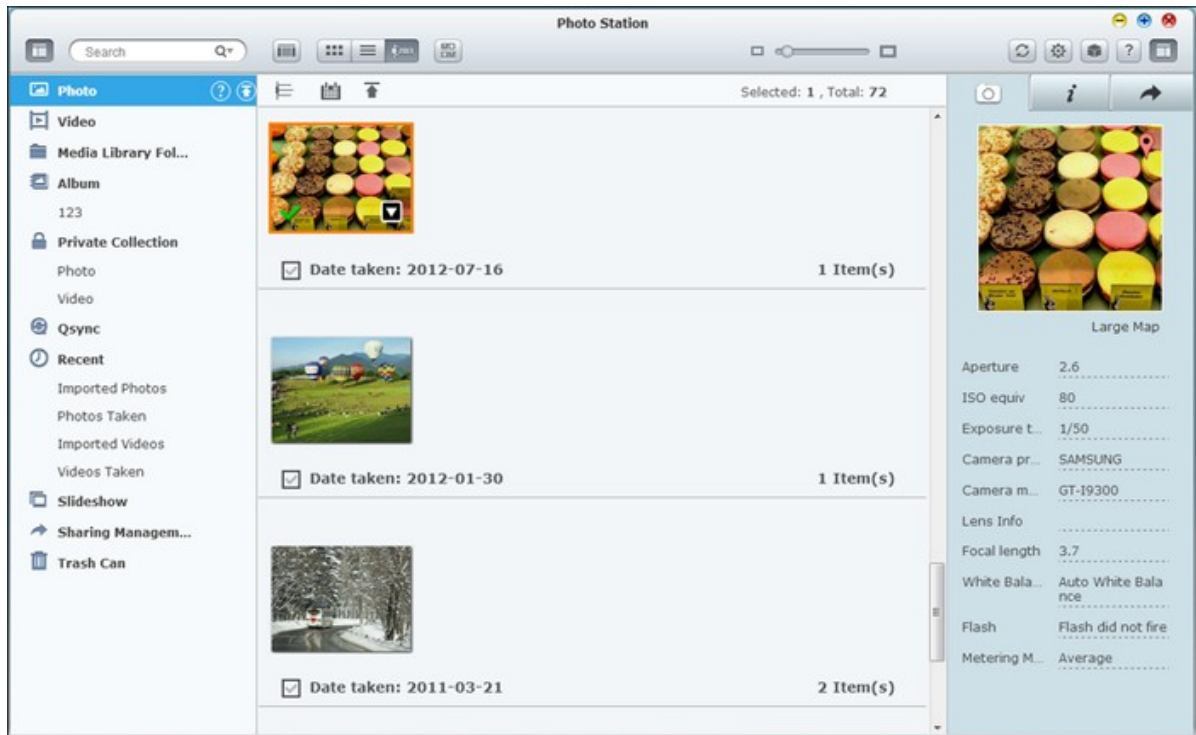 Photo Station
Search
Photo
Video
Media Library Fol...
Album
123
Private Collection
Photo
Video
Qsync
Recent
Imported Photos
Photos Taken
Imported Videos
Videos Taken
Slideshow
Sharing Managem...
Trash Can
Selected: 1 , Total: 72
Date taken: 2012-07-16 1 Item(s)
Date taken: 2012-01-30 1 Item(s)
Date taken: 2011-03-21 2 Item(s)
Large Map
Aperture 2.6
ISO equiv 80
Exposure t... 1/50
Camera pr... SAMSUNG
Camera m... GT-I9300
Lens Info
Focal length 3.7
White Bala... Auto White Bala
nce
Flash Flash did not fire
Metering M... Average